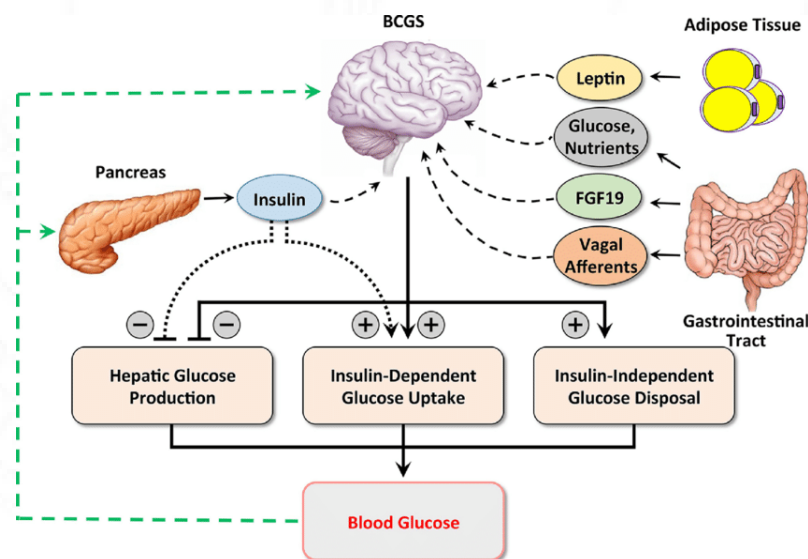 BCGS
Adipose Tissue
Leptin
Glucose,
Nutrients
Pancreas
Insulin
FGF19
Vagal
Afferents
Gastrointestinal
Tract
−
−
+
+
+
Hepatic Glucose
Production
Insulin-Dependent
Glucose Uptake
Insulin-Independent
Glucose Disposal
Blood Glucose